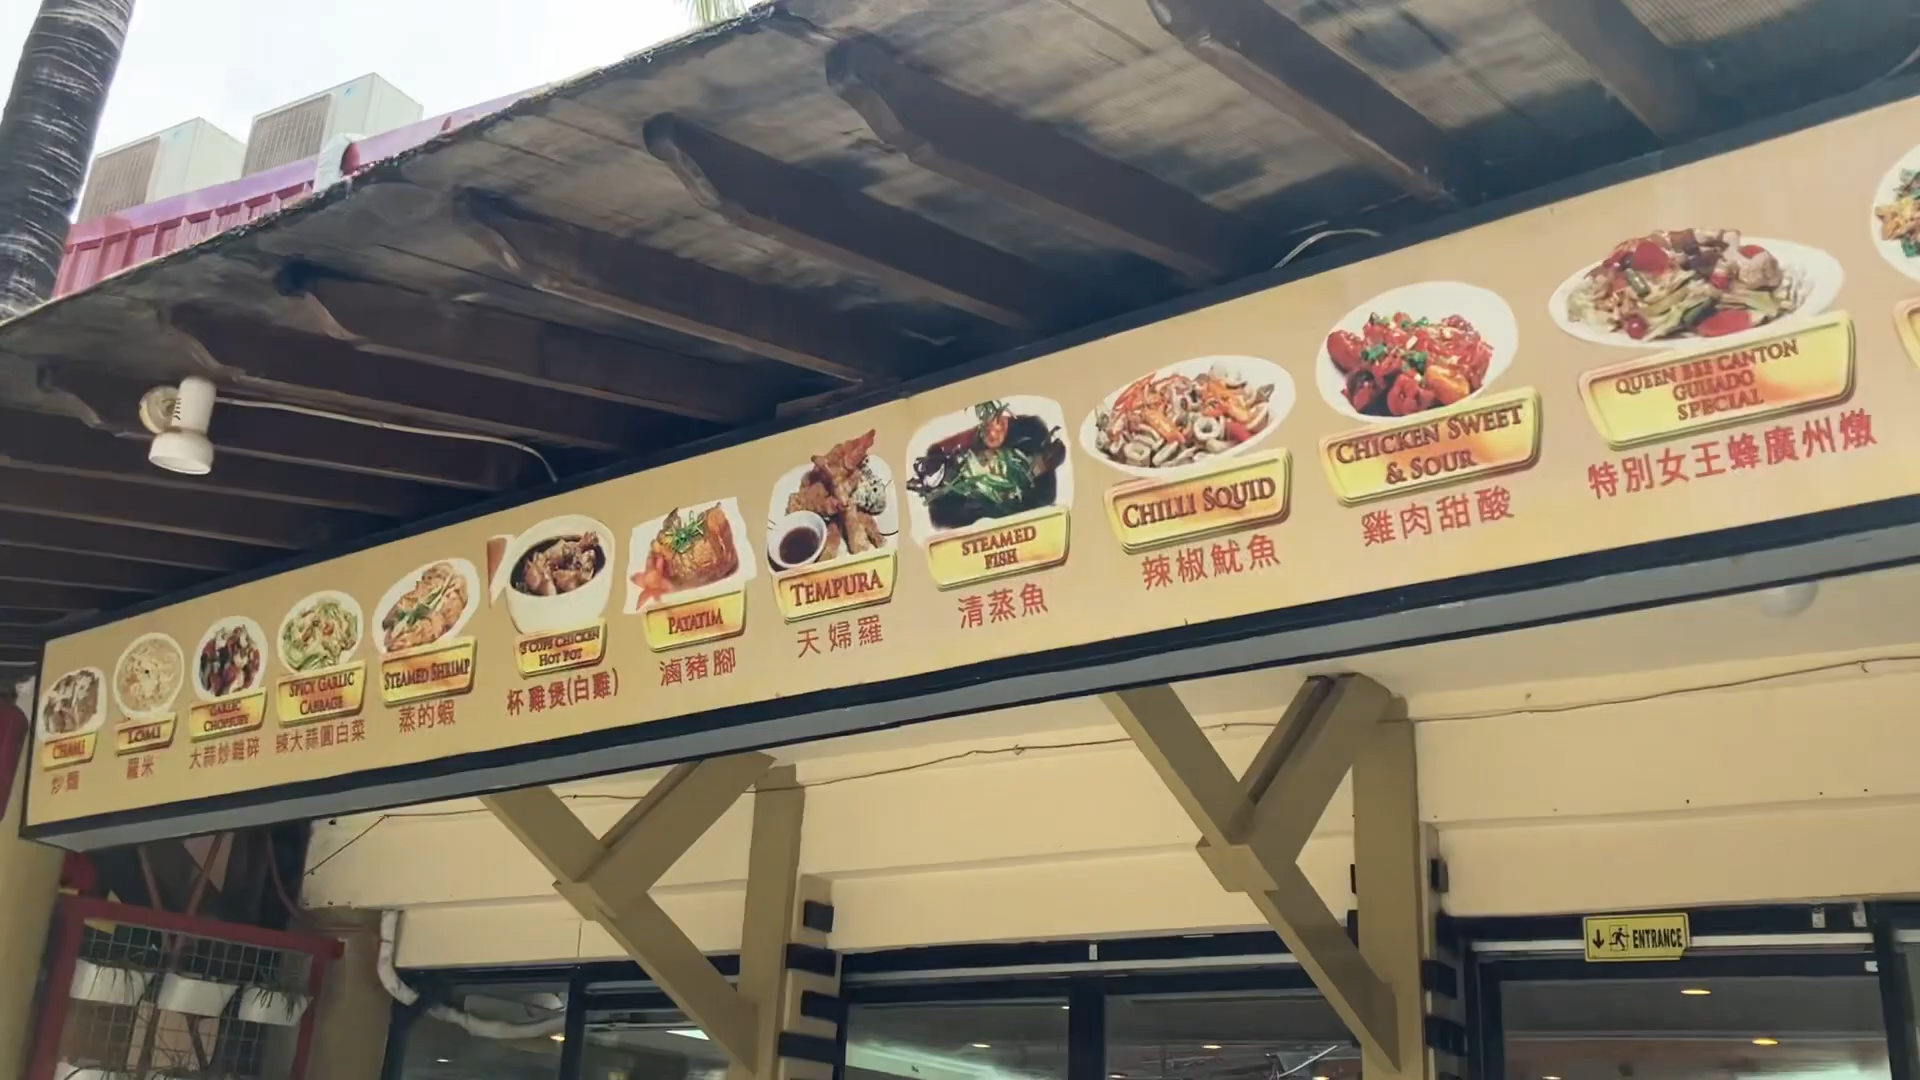 CHAMI
炒麵
LOMI
羅米
GARLIC
CHOPSUEY
大蒜炒雜碎
SPICY GARLIC
CABBAGE
辣大蒜圓白菜
STEAMED SHRIMP
蒸的蝦
3 CUPS CHICKEN
HOT POT
杯雞煲(白雞)
PATATIM
滷豬腳
TEMPURA
天婦羅
STEAMED
FISH
清蒸魚
CHILLI SQUID
辣椒魷魚
CHICKEN SWEET
& SOUR
雞肉甜酸
QUEEN BEE CANTON
GUISADO
SPECIAL
特別女王蜂廣州燉
ENTRANCE